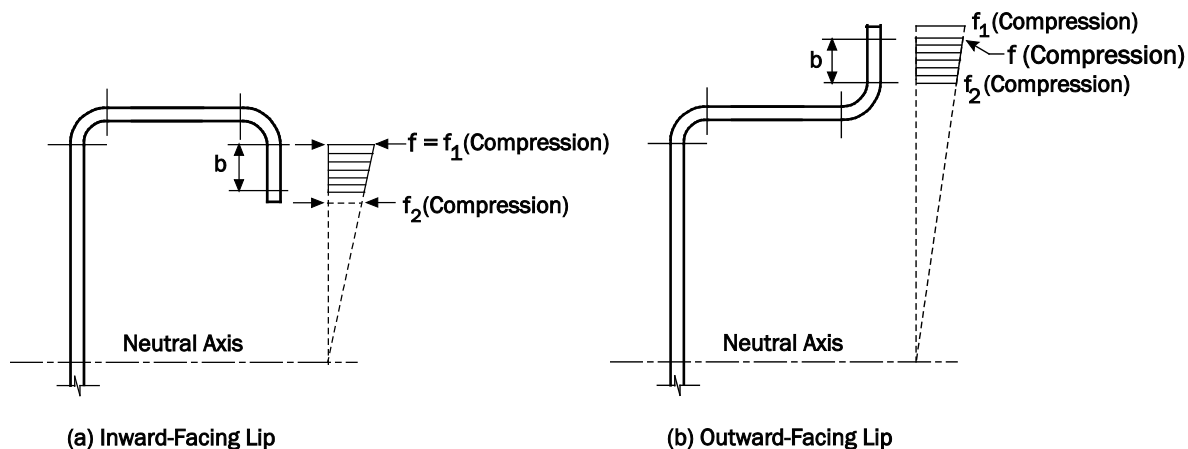 b
f = f1(Compression)
f2(Compression)
Neutral Axis
(a) Inward-Facing Lip
b
f1(Compression)
f (Compression)
f2(Compression)
Neutral Axis
(b) Outward-Facing Lip